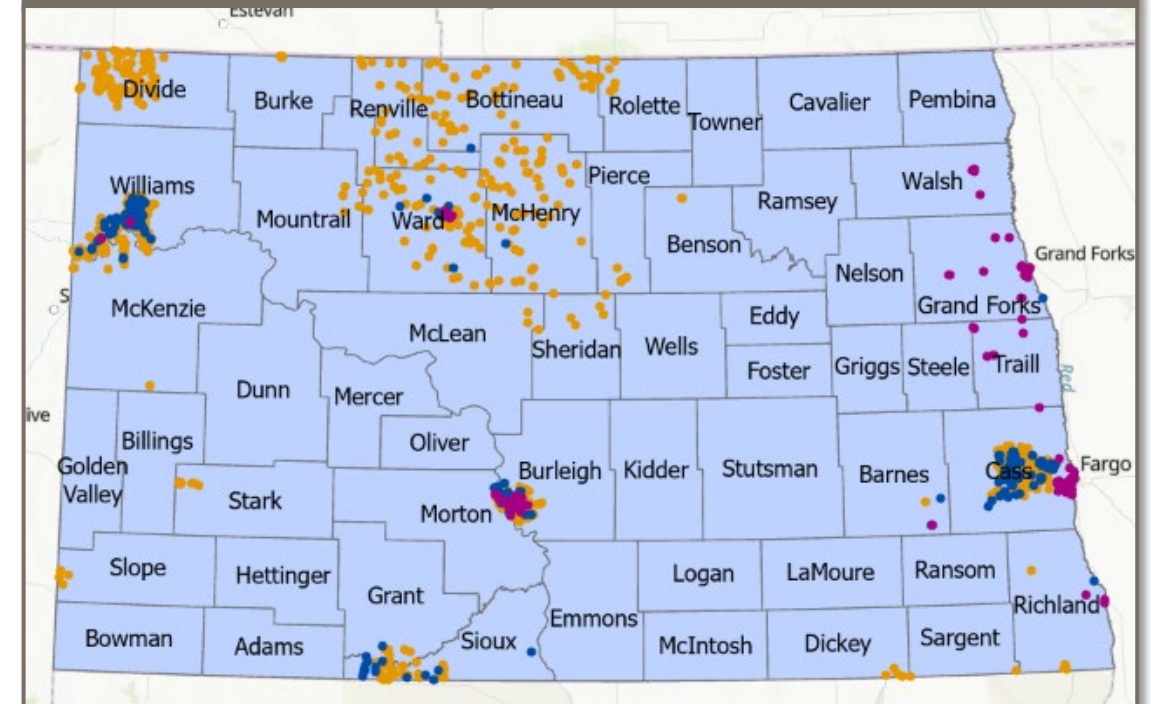 Estevan
Divide
Burke
Renville
Bottineau
Rolette
Towner
Cavalier
Pembina
Williams
Mountrail
Ward
McHenry
Pierce
Benson
Ramsey
Walsh
Nelson
Grand Forks
Grand Forks
S
McKenzie
McLean
Sheridan
Wells
Eddy
Foster
Griggs
Steele
Traill
Red
Dunn
Mercer
Oliver
ive
Billings
Golden
Valley
Stark
Morton
Burleigh
Kidder
Stutsman
Barnes
Cass
Fargo
Slope
Hettinger
Grant
Emmons
Logan
LaMoure
Ransom
Richland
Bowman
Adams
Sioux
McIntosh
Dickey
Sargent